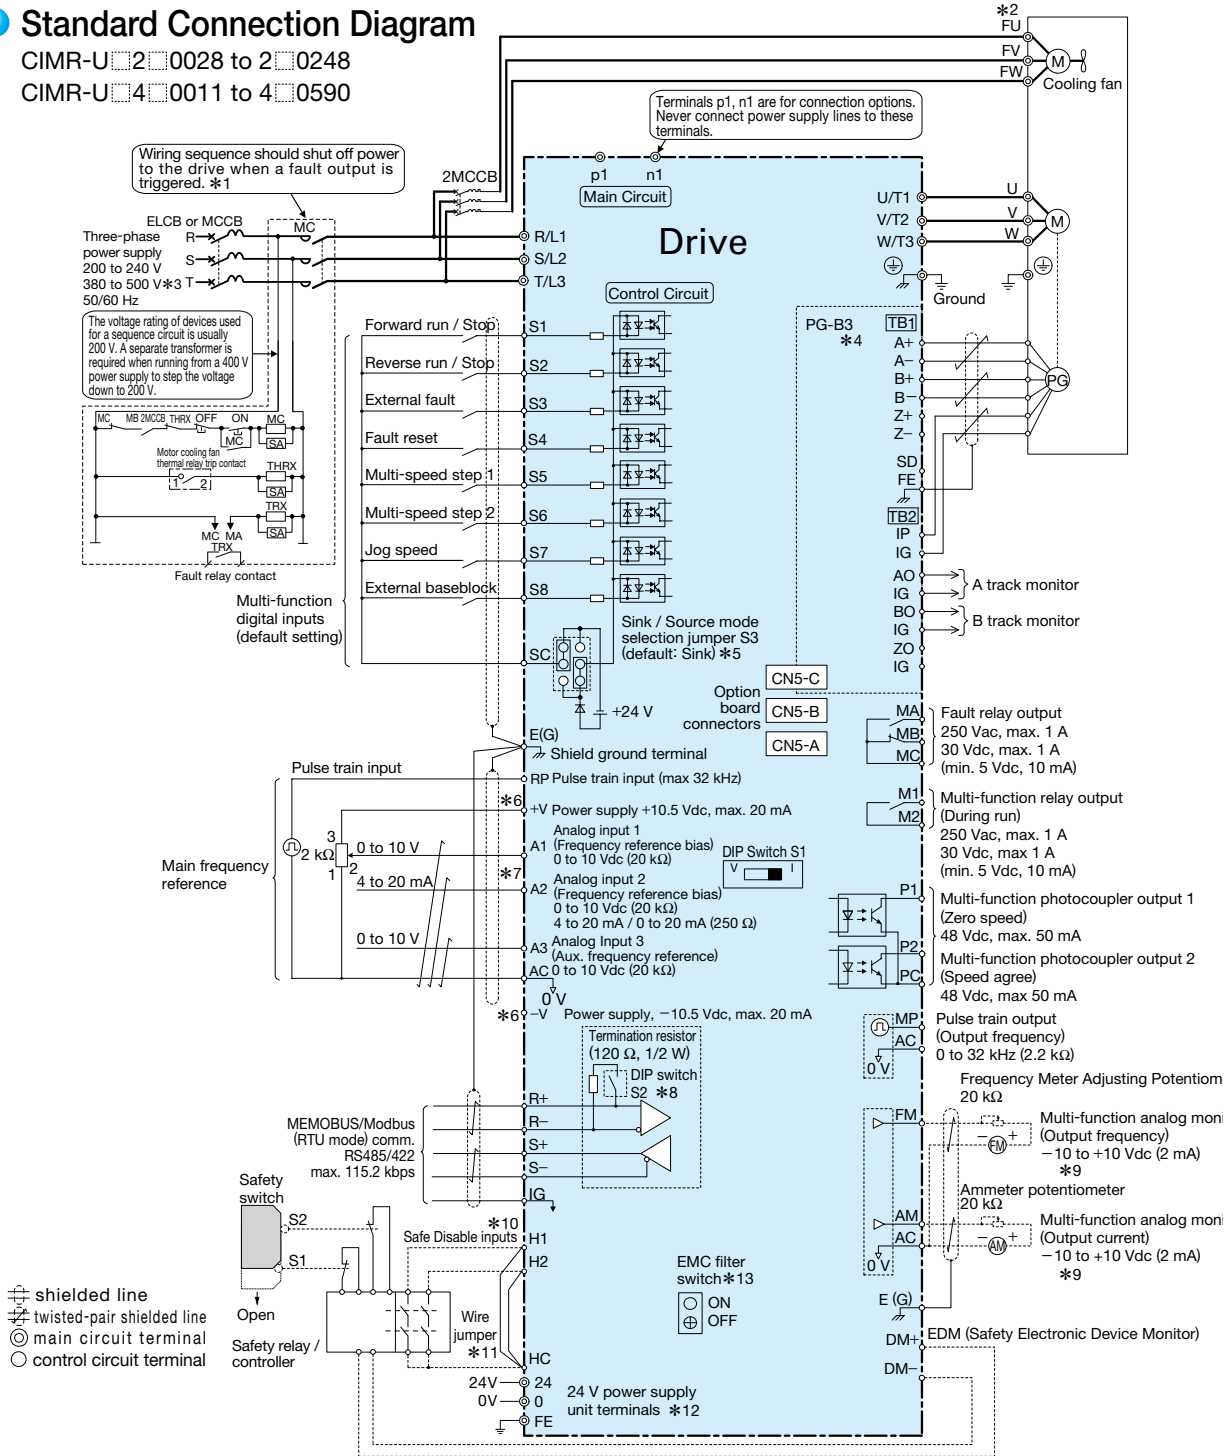 Standard Connection Diagram
CIMR-U□2□0028 to 2□0248
CIMR-U□4□0011 to 4□0590
*2
FU
FV
FW
M
Cooling fan
Terminals p1, n1 are for connection options.
Never connect power supply lines to these
terminals.
Wiring sequence should shut off power
to the drive when a fault output is
triggered. *1
2MCCB
p1
n1
Main Circuit
Drive
ELCB or MCCB
MC
Three-phase
power supply
200 to 240 V
380 to 500 V*3
50/60 Hz
R
S
T
R/L1
S/L2
T/L3
U/T1
V/T2
W/T3
U
V
W
M
Ground
The voltage rating of devices used
for a sequence circuit is usually
200 V. A separate transformer is
required when running from a 400 V
power supply to step the voltage
down to 200 V.
MC
MB
2MCCB
THRX
OFF
ON
MC
MC
SA
Motor cooling fan
thermal relay trip contact
1
2
THRX
SA
TRX
SA
MC
MA
TRX
Fault relay contact
Control Circuit
Forward run / Stop
S1
Reverse run / Stop
S2
External fault
S3
Fault reset
S4
Multi-speed step 1
S5
Multi-speed step 2
S6
Jog speed
S7
External baseblock
S8
Multi-function
digital inputs
(default setting)
SC
Sink / Source mode
selection jumper S3
(default: Sink) *5
+24 V
PG-B3
*4
TB1
A+
A−
B+
B−
Z+
Z−
SD
FE
TB2
IP
IG
AO
IG
BO
IG
ZO
IG
PG
A track monitor
B track monitor
Option
board
connectors
CN5-C
CN5-B
CN5-A
E(G)
Shield ground terminal
MA
MB
MC
Fault relay output
250 Vac, max. 1 A
30 Vdc, max. 1 A
(min. 5 Vdc, 10 mA)
M1
M2
Multi-function relay output
(During run)
250 Vac, max. 1 A
30 Vdc, max 1 A
(min. 5 Vdc, 10 mA)
Pulse train input
RP Pulse train input (max 32 kHz)
*6
+V Power supply +10.5 Vdc, max. 20 mA
Main frequency
reference
3
2 kΩ
1
2
0 to 10 V
A1
Analog input 1
(Frequency reference bias)
0 to 10 Vdc (20 kΩ)
*7
4 to 20 mA
A2
Analog input 2
(Frequency reference bias)
0 to 10 Vdc (20 kΩ)
4 to 20 mA / 0 to 20 mA (250 Ω)
DIP Switch S1
V
I
0 to 10 V
A3
Analog Input 3
(Aux. frequency reference)
0 to 10 Vdc (20 kΩ)
AC
0 V
*6
−V
Power supply, −10.5 Vdc, max. 20 mA
P1
P2
PC
Multi-function photocoupler output 1
(Zero speed)
48 Vdc, max. 50 mA
Multi-function photocoupler output 2
(Speed agree)
48 Vdc, max 50 mA
MP
AC
0 V
Pulse train output
(Output frequency)
0 to 32 kHz (2.2 kΩ)
Termination resistor
(120 Ω, 1/2 W)
DIP switch
S2 *8
MEMOBUS/Modbus
(RTU mode) comm.
RS485/422
max. 115.2 kbps
R+
R−
S+
S−
IG
Frequency Meter Adjusting Potentiom
20 kΩ
FM
−
FM
+
Multi-function analog moni
(Output frequency)
−10 to +10 Vdc (2 mA)
*9
Ammeter potentiometer
20 kΩ
AM
AC
0 V
−
AM
+
Multi-function analog moni
(Output current)
−10 to +10 Vdc (2 mA)
*9
E (G)
DM+
DM−
EDM (Safety Electronic Device Monitor)
Safety
switch
S2
S1
Open
Safety relay /
controller
*10
Safe Disable inputs
H1
H2
Wire
jumper
*11
HC
EMC filter
switch*13
ON
OFF
24V
24
0V
0
FE
24 V power supply
unit terminals *12
shielded line
twisted-pair shielded line
main circuit terminal
control circuit terminal